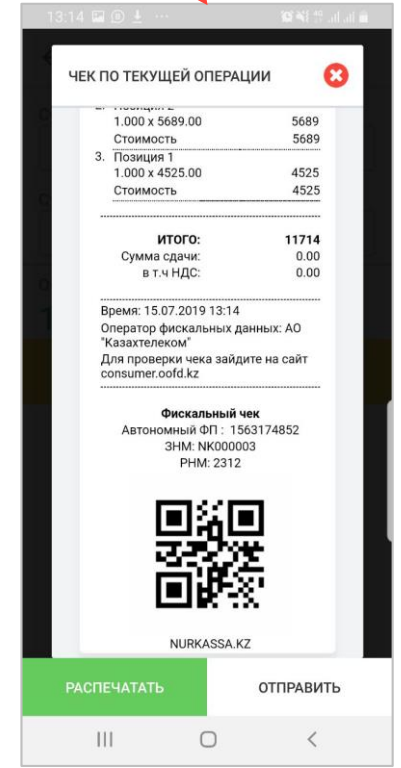 13:14
ЧЕК ПО ТЕКУЩЕЙ ОПЕРАЦИИ
2. Позиция 2
1.000 x 5689.00 5689
Стоимость 5689
3. Позиция 1
1.000 x 4525.00 4525
Стоимость 4525
ИТОГО: 11714
Сумма сдачи: 0.00
в т.ч НДС: 0.00
Время: 15.07.2019 13:14
Оператор фискальных данных: АО
"Казахтелеком"
Для проверки чека зайдите на сайт
consumer.oofd.kz
Фискальный чек
Автономный ФП : 1563174852
ЗНМ: NK000003
РНМ: 2312
NURKASSA.KZ
РАСПЕЧАТАТЬ ОТПРАВИТЬ